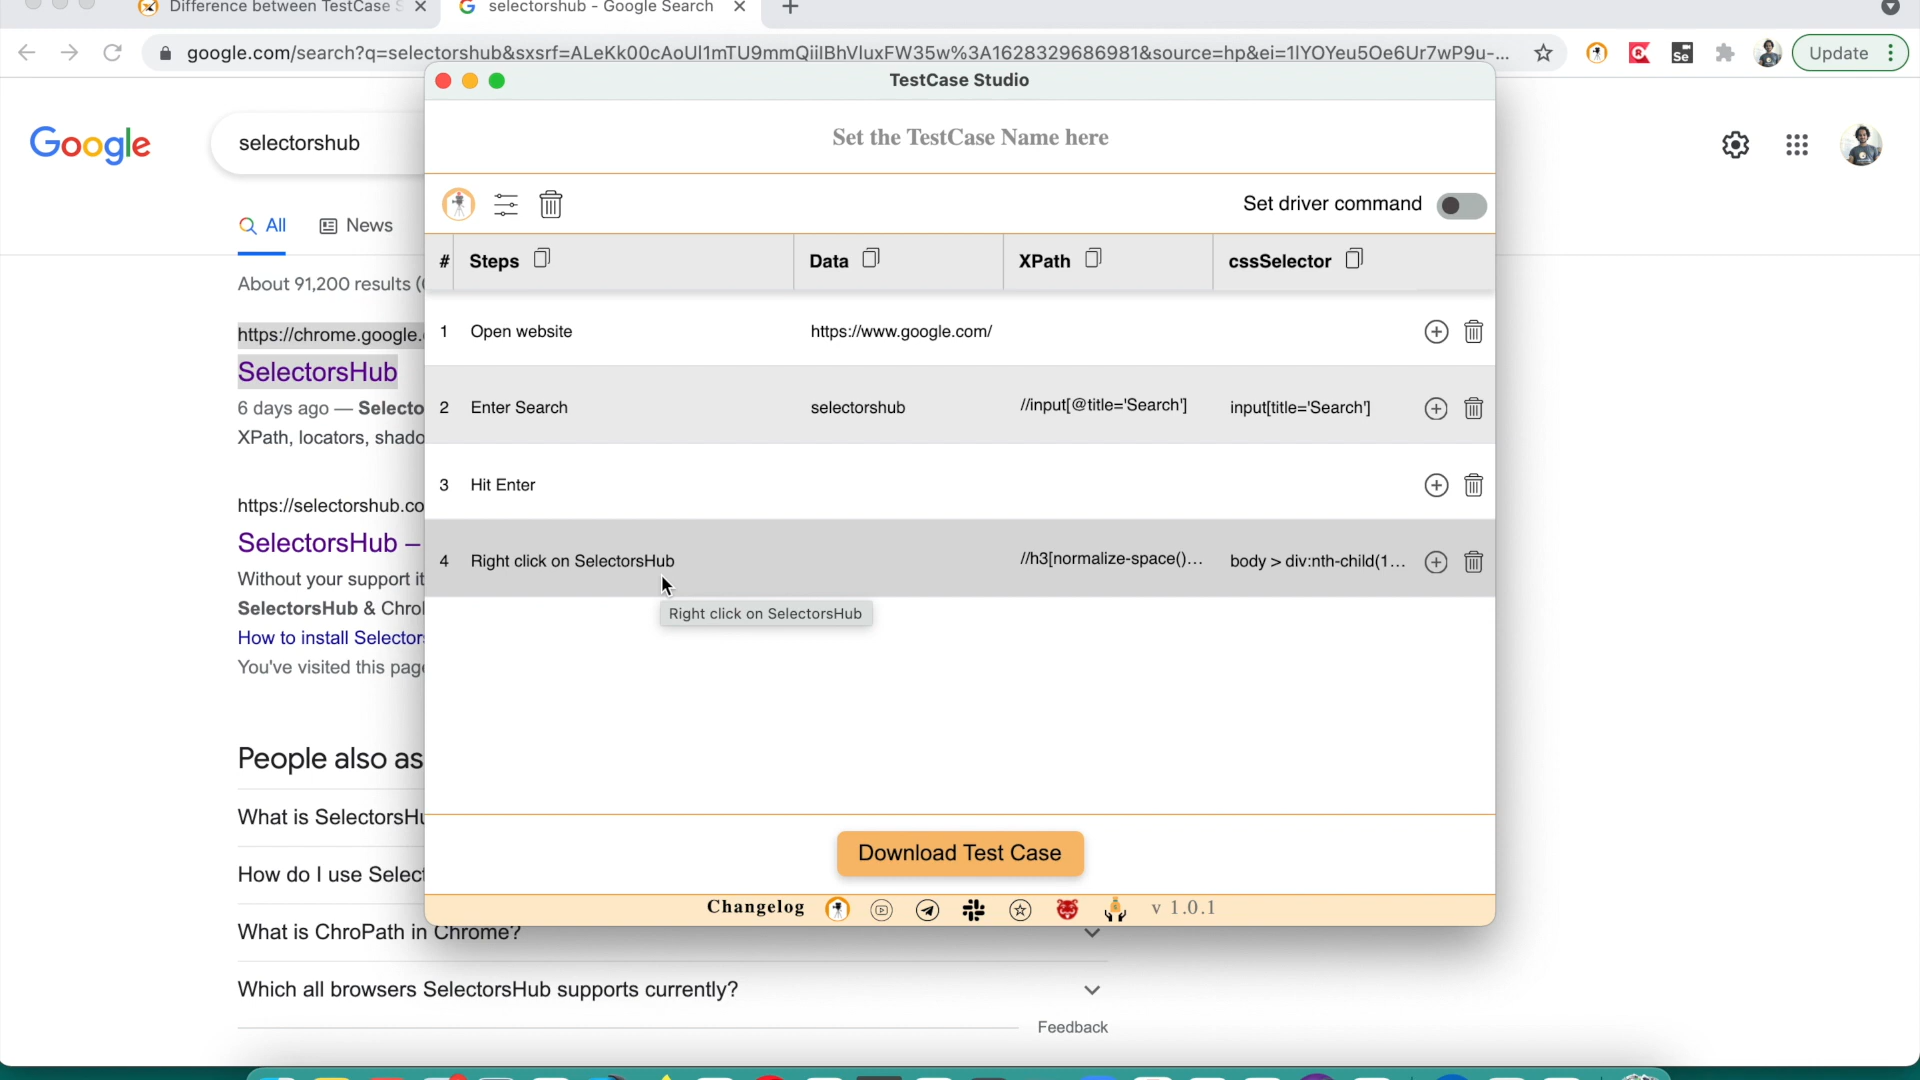 Difference between TestCase S
selectorshub - Google Search
google.com/search?q=selectorshub&sxsrf=ALeKk00cAoUl1mTU9mmQiilBhVluxFW35w%3A1628329686981&source=hp&ei=1lYOYeu5Oe6Ur7wP9u-...
Update
TestCase Studio
Google
selectorshub
Set the TestCase Name here
Set driver command
All
News
# Steps Data XPath cssSelector
About 91,200 results (
1 Open website https://www.google.com/
https://chrome.google.
SelectorsHub
2 Enter Search selectorshub //input[@title='Search'] input[title='Search']
6 days ago — Selecto
XPath, locators, shado
3 Hit Enter
https://selectorshub.co
SelectorsHub –
4 Right click on SelectorsHub //h3[normalize-space()... body > div:nth-child(1...
Right click on SelectorsHub
Without your support it
SelectorsHub & Chro
How to install Selector
You've visited this page
People also as
What is SelectorsHu
Download Test Case
How do I use Select
Changelog
v 1.0.1
What is ChroPath in Chrome?
Which all browsers SelectorsHub supports currently?
Feedback